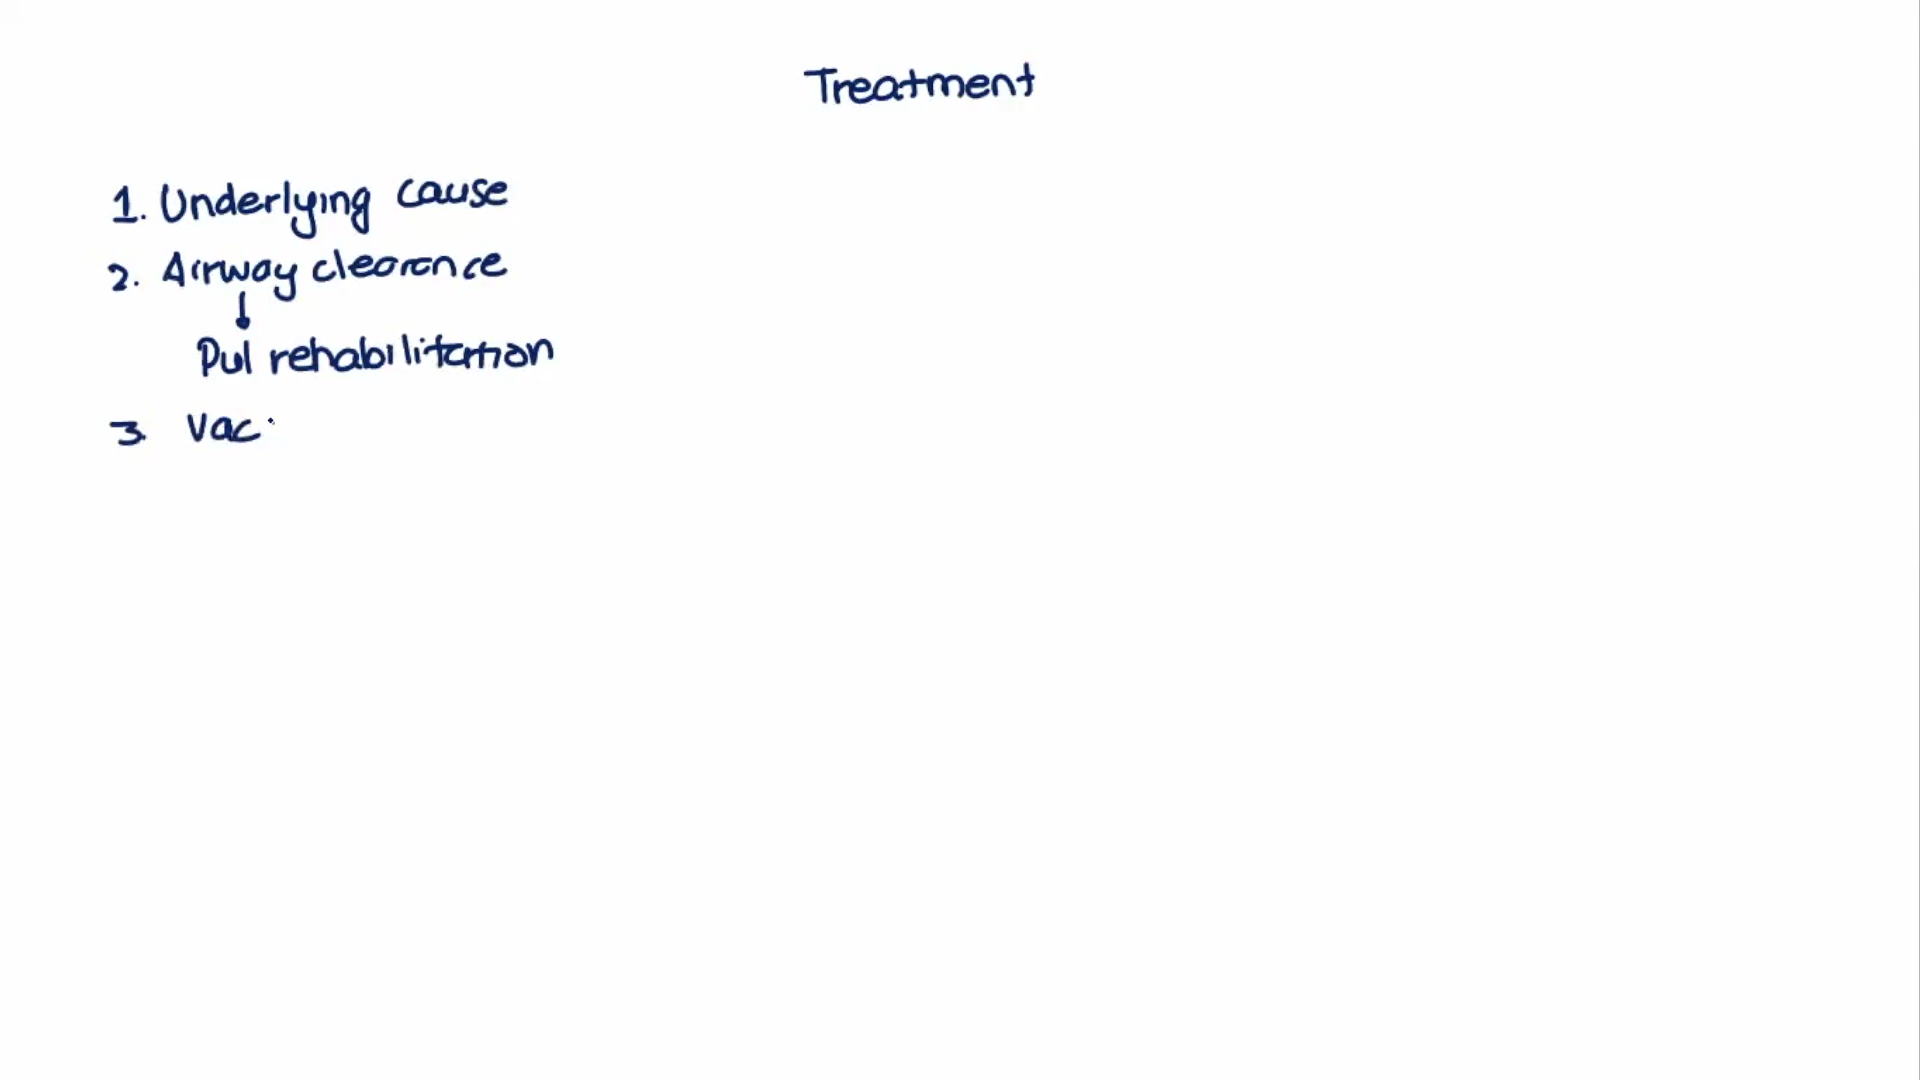 Treatment
1. Underlying cause
2. Airway clearance
Pul rehabilitation
3. Vac